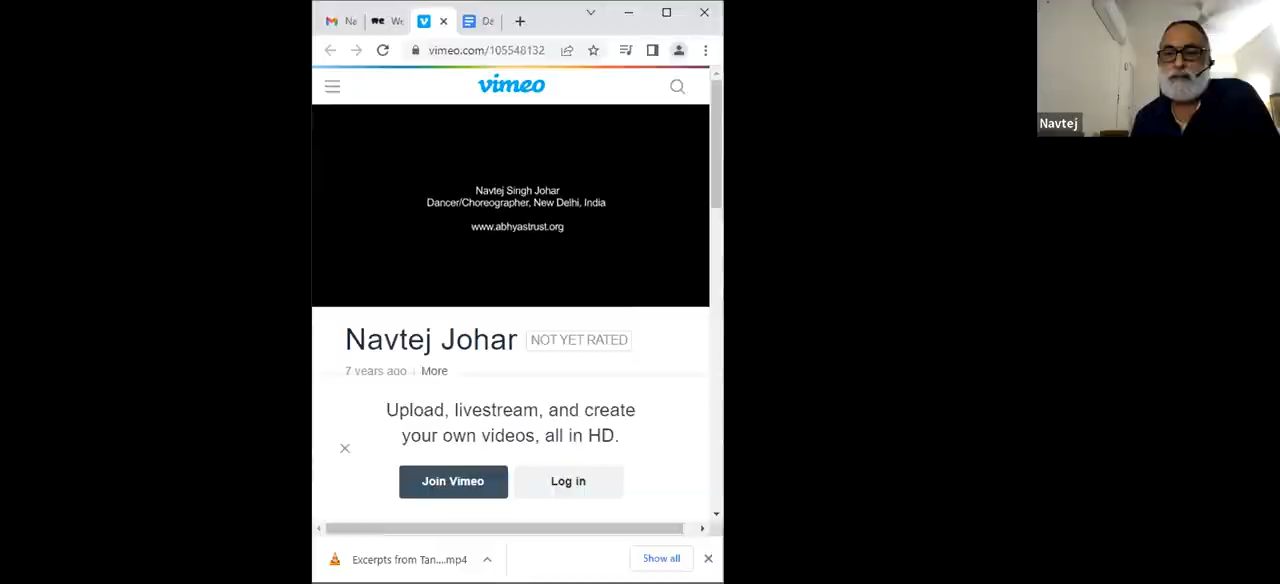 Na
We
Da
vimeo.com/105548132
vimeo
Navtej Singh Johar
Dancer/Choreographer, New Delhi, India
www.abhyastrust.org
Navtej Johar NOT YET RATED
7 years ago More
Upload, livestream, and create
your own videos, all in HD.
Join Vimeo Log in
Excerpts from Tan....mp4 Show all
Navtej